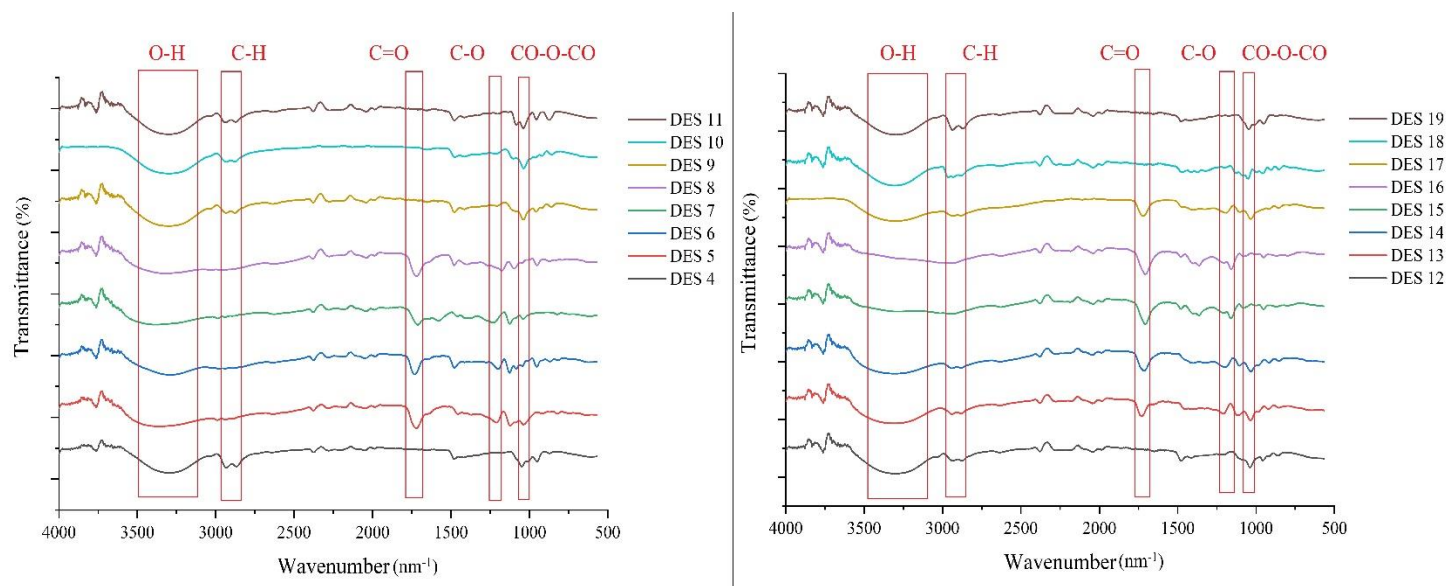 O-H C-H C=O C-O CO-O-CO
Transmittance (%)
DES 11
DES 10
DES 9
DES 8
DES 7
DES 6
DES 5
DES 4
4000 3500 3000 2500 2000 1500 1000 500
Wavenumber (nm⁻¹)
O-H C-H C=O C-O CO-O-CO
Transmittance (%)
DES 19
DES 18
DES 17
DES 16
DES 15
DES 14
DES 13
DES 12
4000 3500 3000 2500 2000 1500 1000 500
Wavenumber (nm⁻¹)